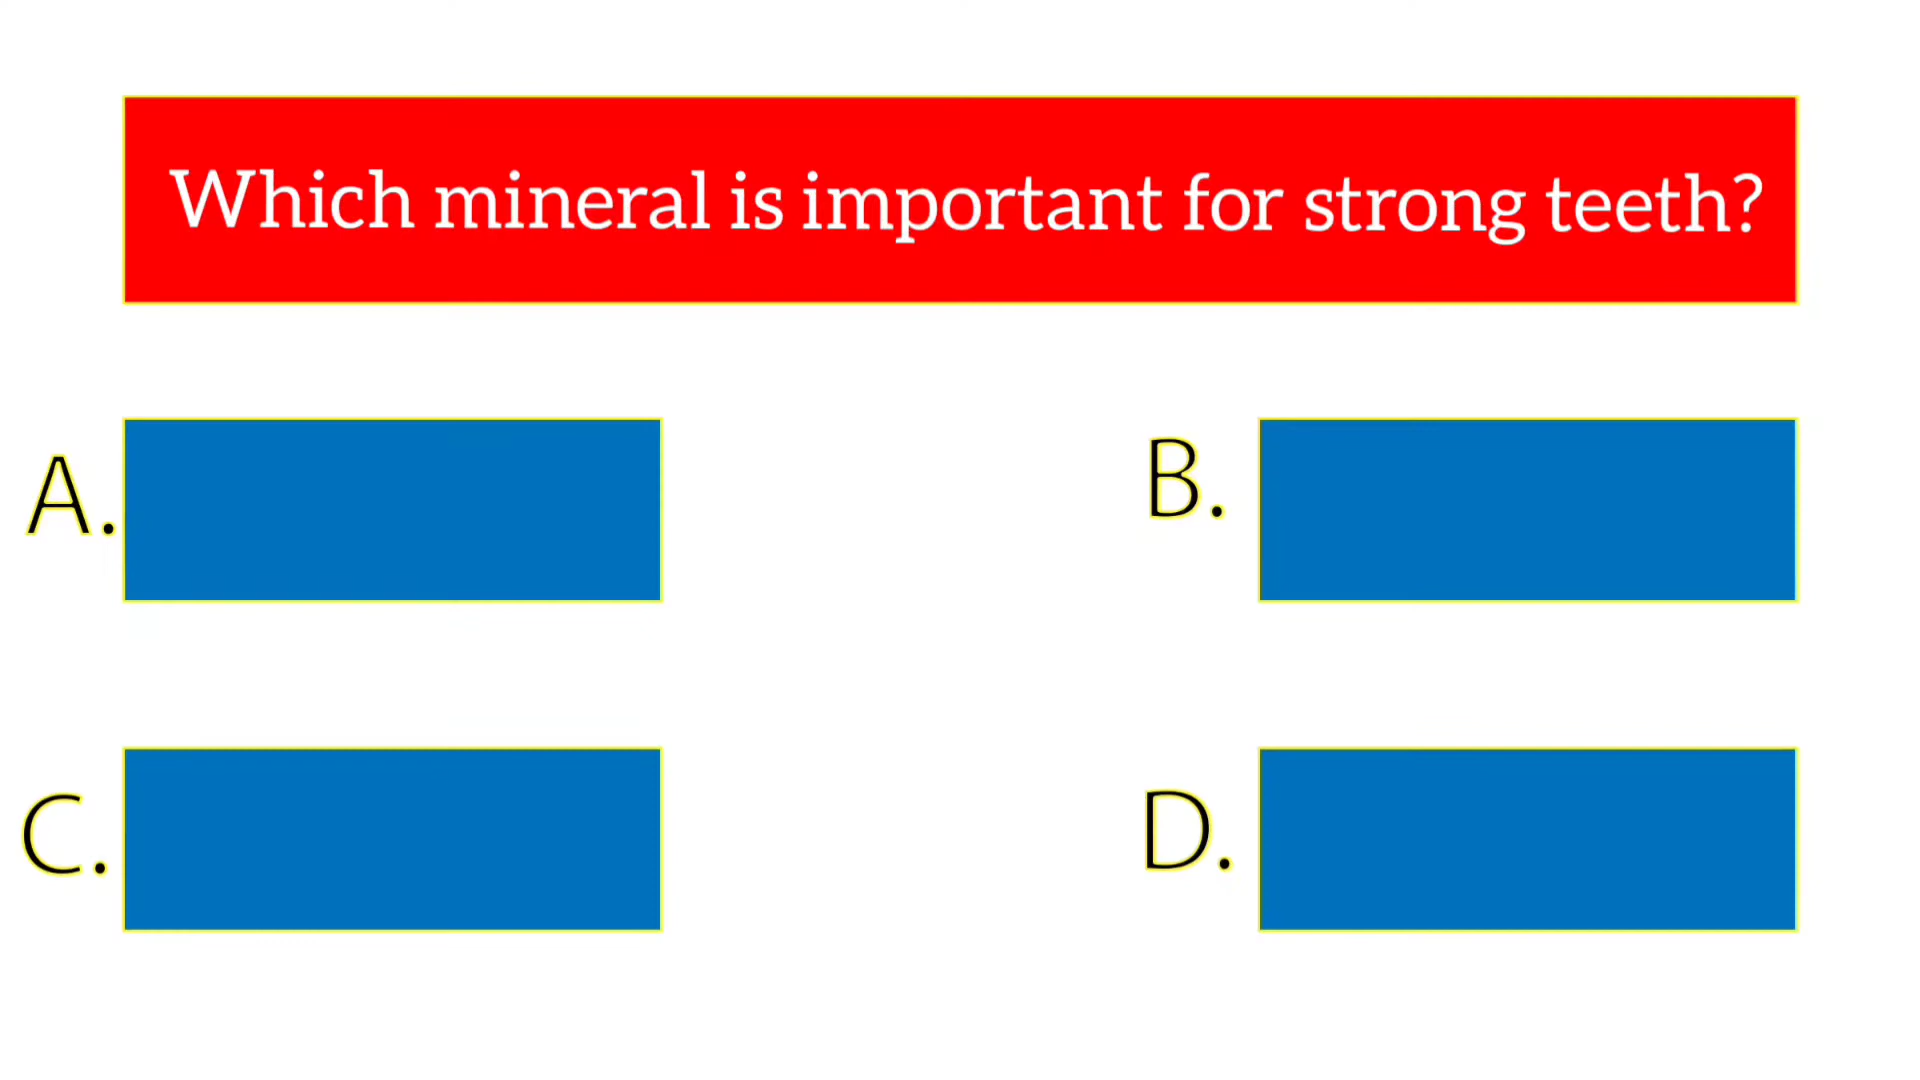 Which mineral is important for strong teeth?
A.
B.
C.
D.